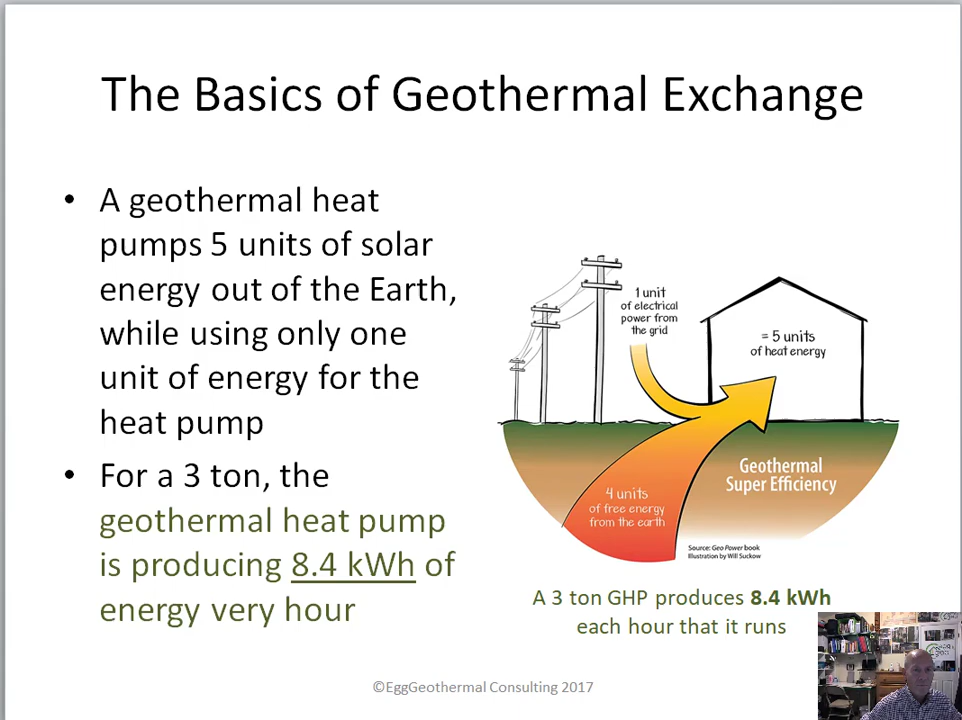 The Basics of Geothermal Exchange
• A geothermal heat
pumps 5 units of solar
energy out of the Earth,
while using only one
unit of energy for the
heat pump
• For a 3 ton, the
geothermal heat pump
is producing 8.4 kWh of
energy very hour
1 unit
of electrical
power from
the grid
= 5 units
of heat energy
Geothermal
Super Efficiency
4 units
of free energy
from the earth
Source: Geo Power book
Illustration by Will Suckow
A 3 ton GHP produces 8.4 kWh
each hour that it runs
©EggGeothermal Consulting 2017